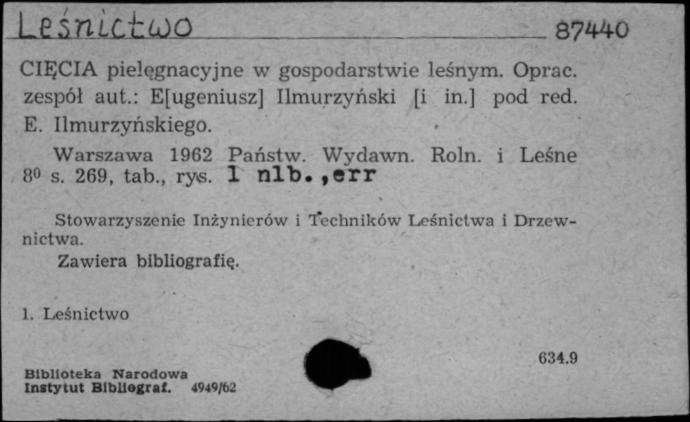 Leśnictwo 87440
CIĘCIA pielęgnacyjne w gospodarstwie leśnym. Oprac.
zespół aut.: E[ugeniusz] Ilmurzyński [i in.] pod red.
E. Ilmurzyńskiego.
Warszawa 1962 Państw. Wydawn. Roln. i Leśne
8⁰ s. 269, tab., rys. 1 nlb.,err
Stowarzyszenie Inżynierów i Techników Leśnictwa i Drzew-
nictwa.
Zawiera bibliografię.
1. Leśnictwo
634.9
Biblioteka Narodowa
Instytut Bibliograf. 4949/62